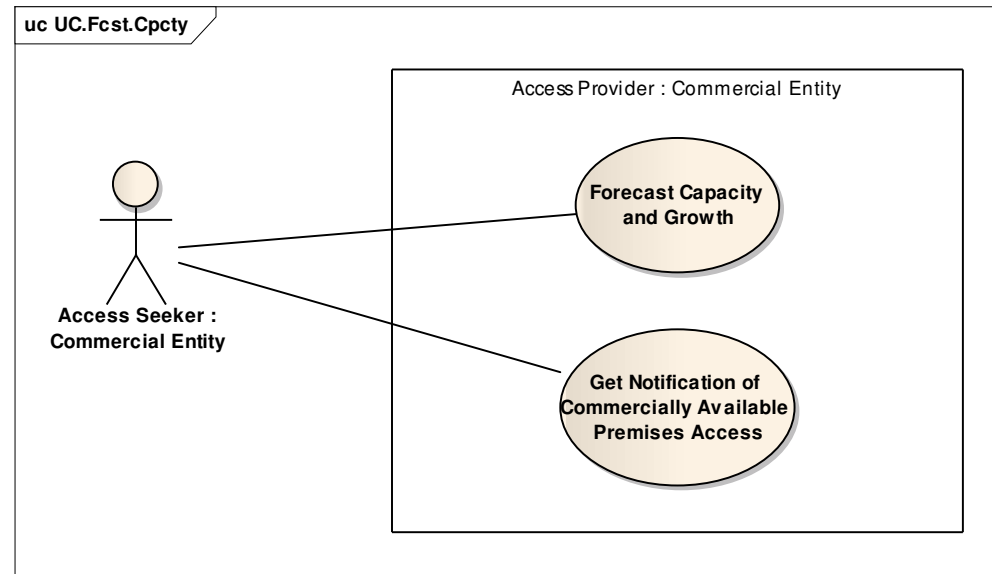 uc UC.Fcst.Cpcty
Access Provider : Commercial Entity
Forecast Capacity
and Growth
Access Seeker :
Commercial Entity
Get Notification of
Commercially Available
Premises Access